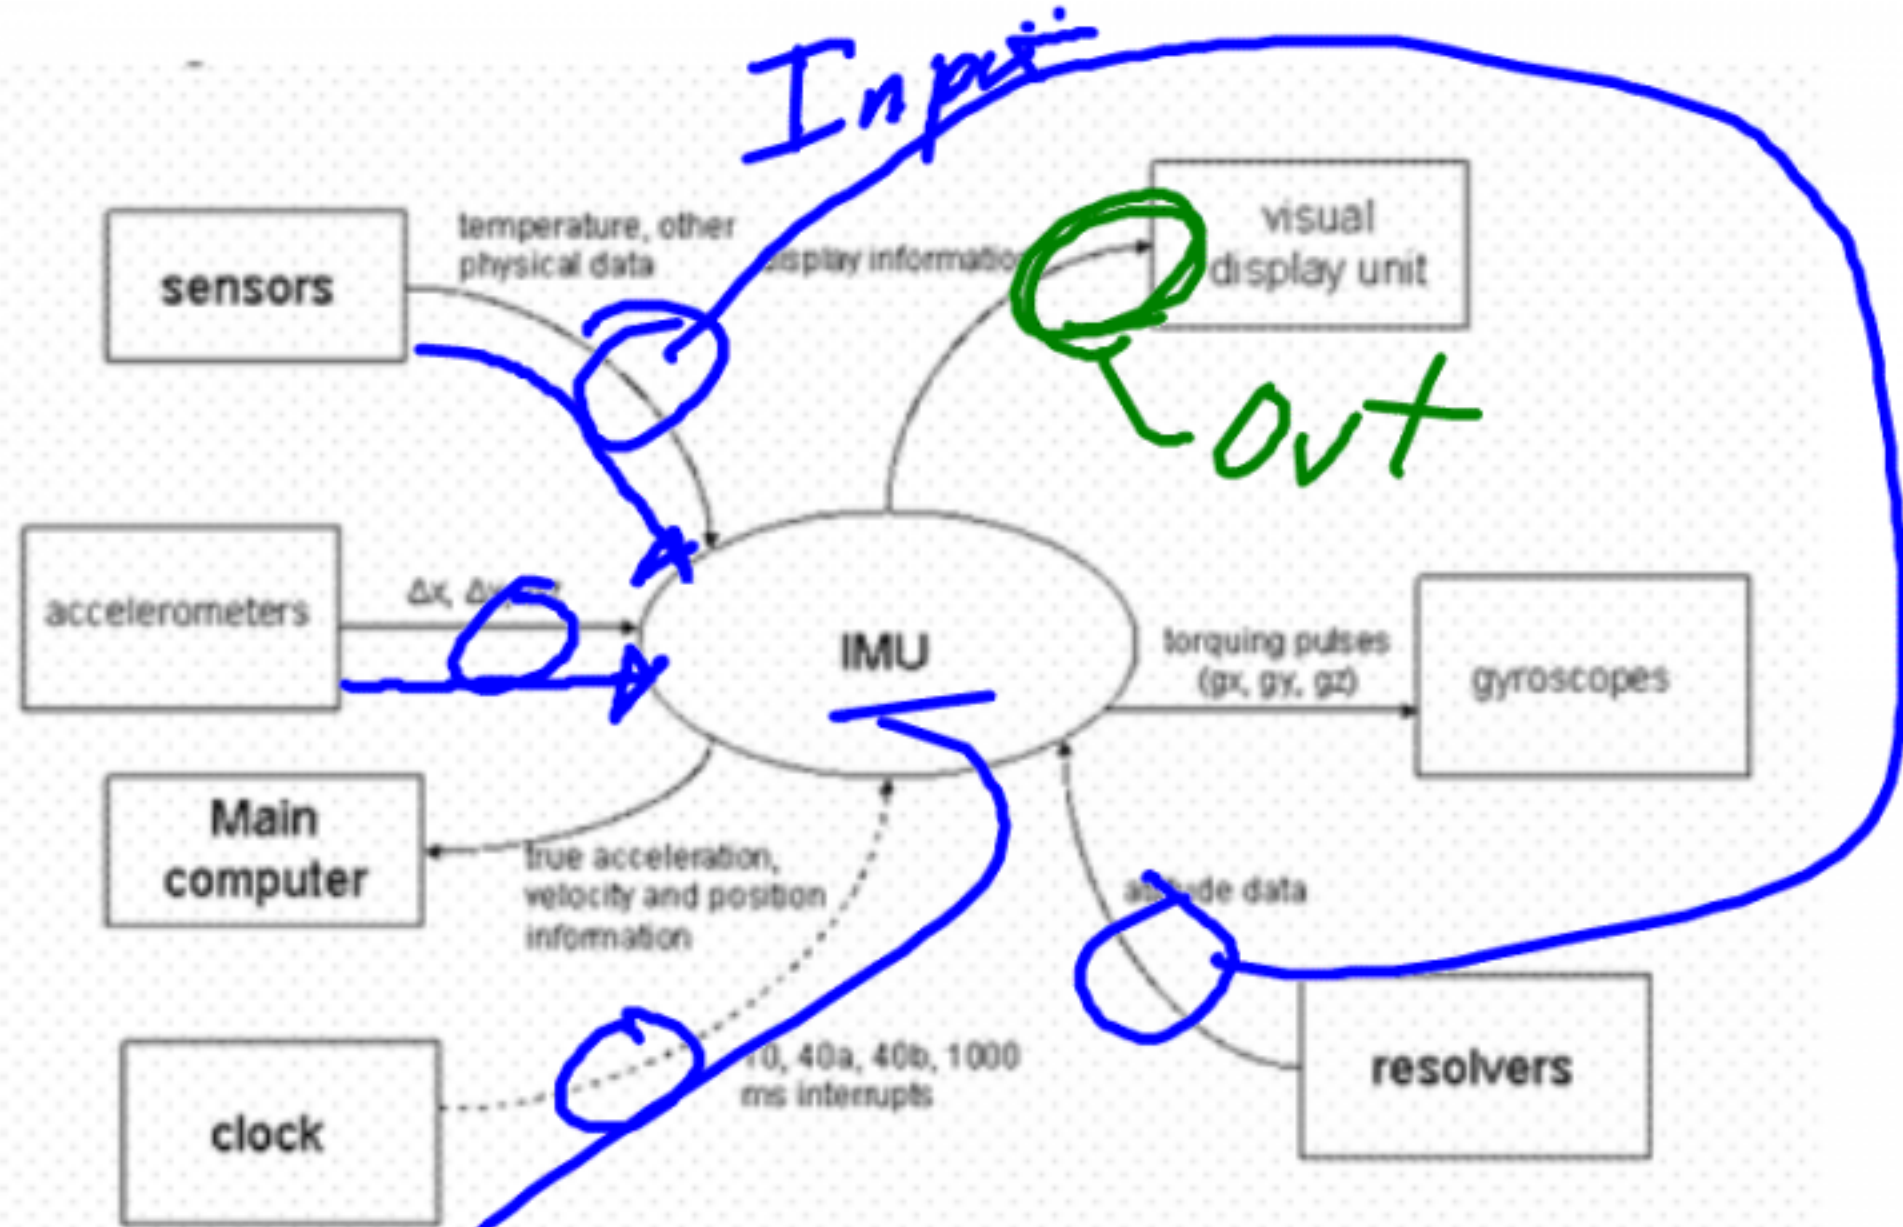 Input
temperature, other
physical data
sensors
display information
visual
display unit
Out
accelerometers
Δx,
IMU
torquing pulses
(gx, gy, gz)
gyroscopes
Main
computer
true acceleration,
velocity and position
information
attitude data
10, 40a, 40b, 1000
ms interrupts
clock
resolvers